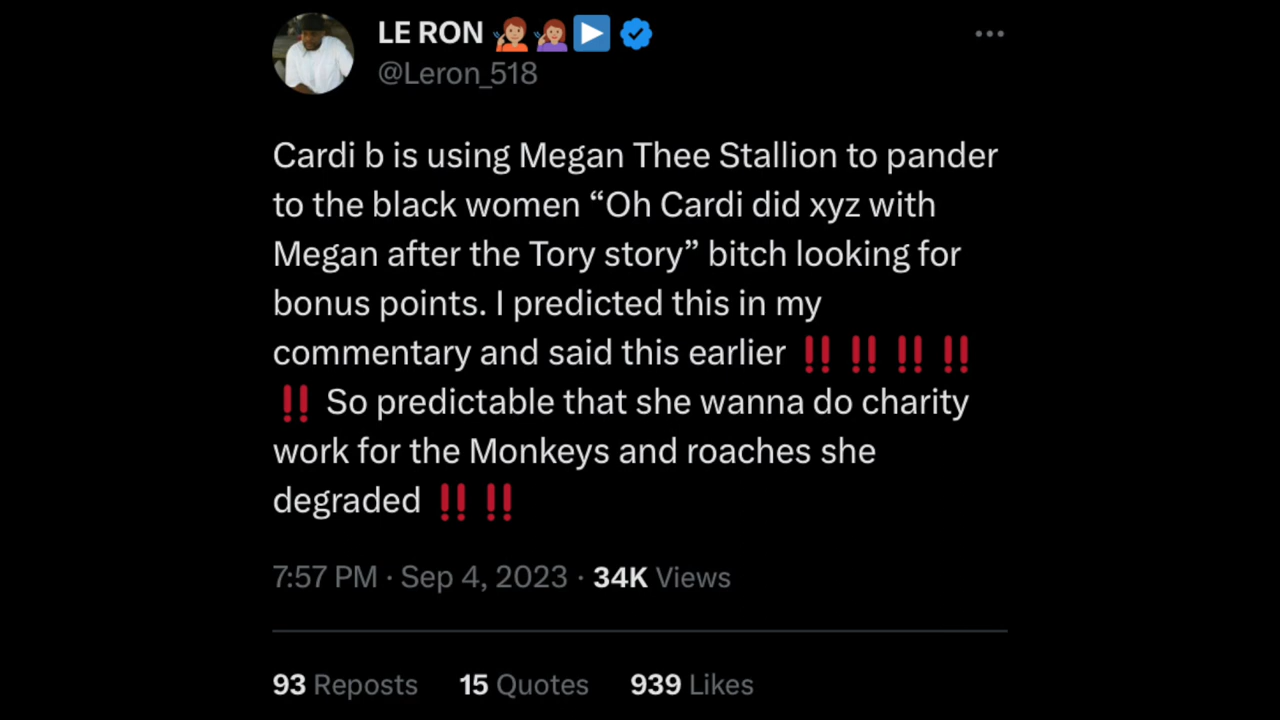 LE RON 🙋🏽🙋🏽‍♀️▶️
@Leron_518
Cardi b is using Megan Thee Stallion to pander
to the black women “Oh Cardi did xyz with
Megan after the Tory story” bitch looking for
bonus points. I predicted this in my
commentary and said this earlier ‼️ ‼️ ‼️ ‼️
‼️ So predictable that she wanna do charity
work for the Monkeys and roaches she
degraded ‼️ ‼️
7:57 PM · Sep 4, 2023 · 34K Views
93 Reposts 15 Quotes 939 Likes